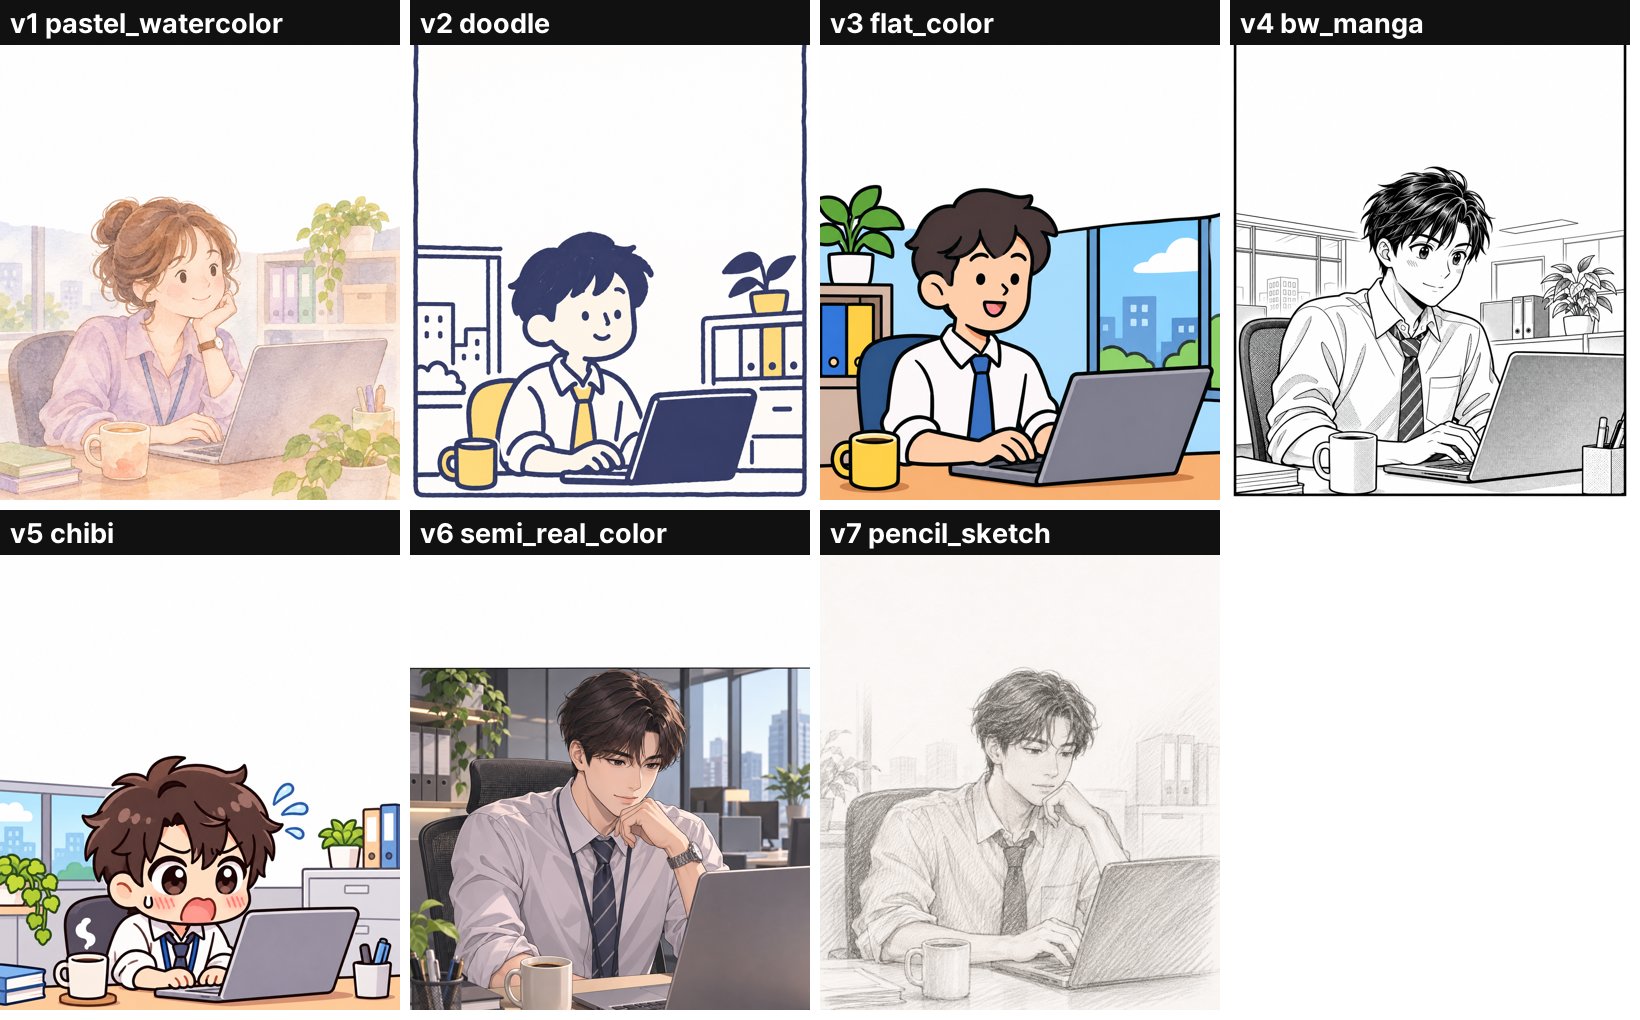 v1 pastel_watercolor
v2 doodle
v3 flat_color
v4 bw_manga
v5 chibi
v6 semi_real_color
v7 pencil_sketch